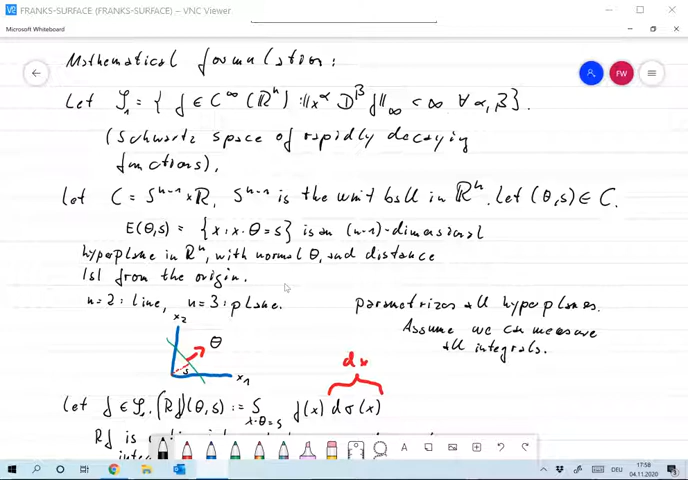 FRANKS-SURFACE (FRANKS-SURFACE) - VNC Viewer
Microsoft Whiteboard
FW
Mathematical formulation:
Let 𝒮₁ = { f ∈ C^∞ (ℝ^n) : ‖x^α D^β f‖_∞ < ∞ ∀ α, β }.
(Schwartz space of rapidly decaying
functions).
Let C = S^{n-1} × ℝ, S^{n-1} is the unit ball in ℝ^n. Let (θ,s) ∈ C.
E(θ,s) = {x : x·θ = s} is an (n-1)-dimensional
hyperplane in ℝ^n, with normal θ, and distance
|s| from the origin.
n=2: line, n=3: plane.
parametrizes all hyperplanes.
Assume we can measure
all integrals.
x₂
θ
s
x₁
dx
Let f ∈ 𝒮₁. (Rf)(θ,s) := ∫_{x·θ=s} f(x) dσ(x)
Rf is
DEU
17:58
04.11.2020